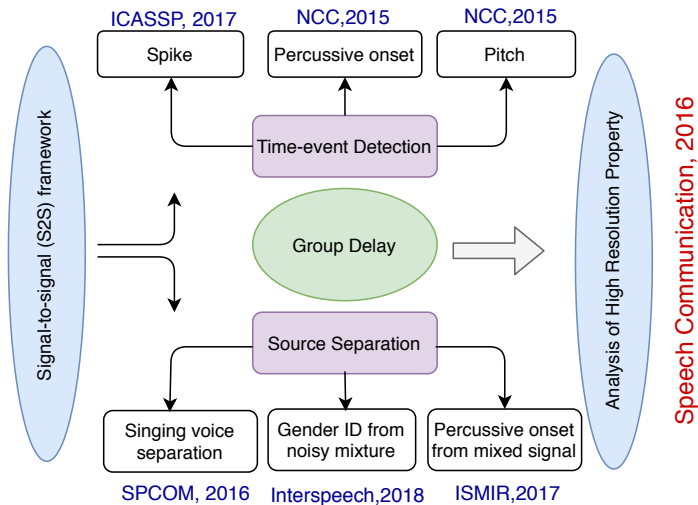 ICASSP, 2017
NCC,2015
NCC,2015
Spike
Percussive onset
Pitch
Time-event Detection
Signal-to-signal (S2S) framework
Group Delay
Analysis of High Resolution Property
Speech Communication, 2016
Source Separation
Singing voice
separation
Gender ID from
noisy mixture
Percussive onset
from mixed signal
SPCOM, 2016
Interspeech,2018
ISMIR,2017